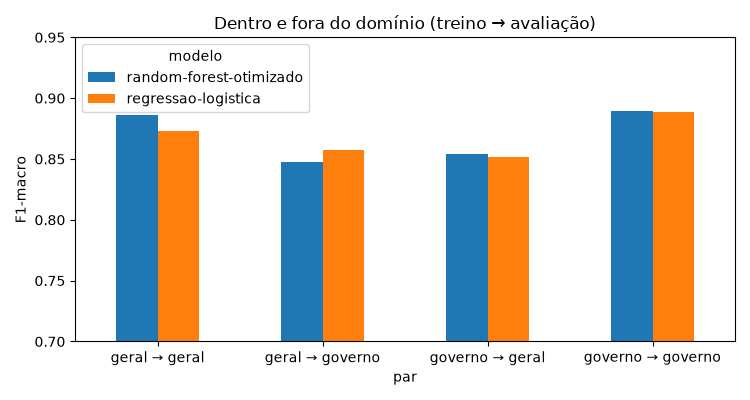 Dentro e fora do domínio (treino → avaliação)
modelo
random-forest-otimizado
regressao-logistica
F1-macro
0.95
0.90
0.85
0.80
0.75
0.70
geral → geral
geral → governo
governo → geral
governo → governo
par